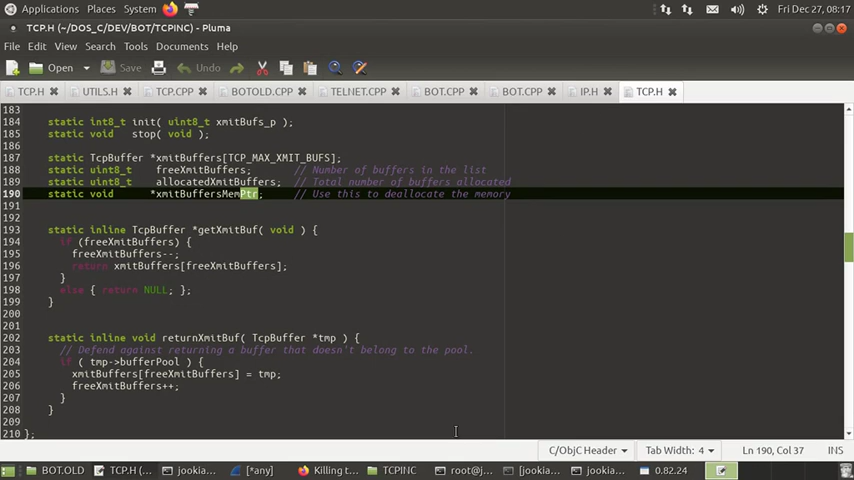 Applications Places System Fri Dec 27, 08:17
TCP.H (~/DOS_C/DEV/BOT/TCPINC) - Pluma
File Edit View Search Tools Documents Help
Open Save Undo
TCP.H UTILS.H TCP.CPP BOTOLD.CPP TELNET.CPP BOT.CPP BOT.CPP IP.H TCP.H
183
184 static int8_t init( uint8_t xmitBufs_p );
185 static void stop( void );
186
187 static TcpBuffer *xmitBuffers[TCP_MAX_XMIT_BUFS];
188 static uint8_t freeXmitBuffers; // Number of buffers in the list
189 static uint8_t allocatedXmitBuffers; // Total number of buffers allocated
190 static void *xmitBuffersMemPtr; // Use this to deallocate the memory
191
192
193 static inline TcpBuffer *getXmitBuf( void ) {
194 if (freeXmitBuffers) {
195 freeXmitBuffers--;
196 return xmitBuffers[freeXmitBuffers];
197 }
198 else { return NULL; };
199 }
200
201
202 static inline void returnXmitBuf( TcpBuffer *tmp ) {
203 // Defend against returning a buffer that doesn't belong to the pool.
204 if ( tmp->bufferPool ) {
205 xmitBuffers[freeXmitBuffers] = tmp;
206 freeXmitBuffers++;
207 }
208 }
209
210 };
C/ObjC Header Tab Width: 4 Ln 190, Col 37 INS
BOT.OLD TCP.H (... jookia... [*any] Killing t... TCPINC root@j... [jookia... jookia... 0.82.24